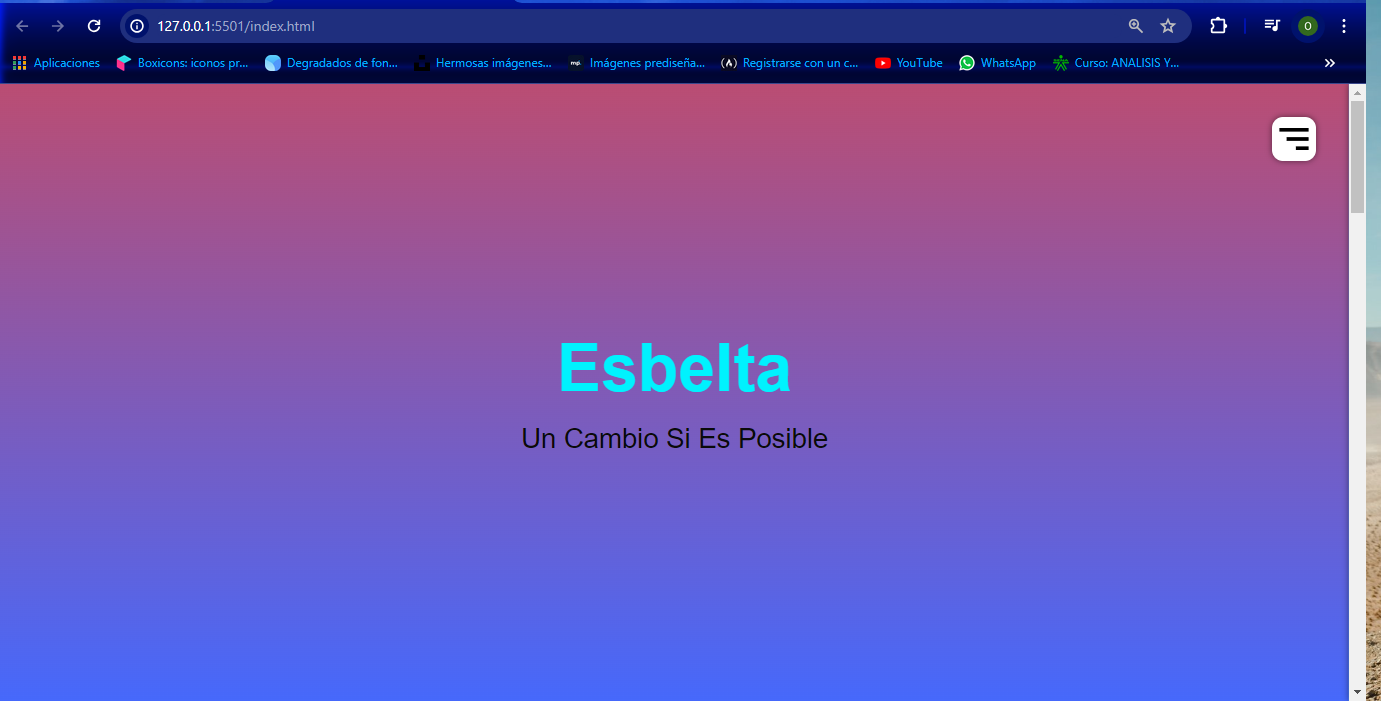 127.0.0.1:5501/index.html
O
Aplicaciones Boxicons: iconos pr... Degradados de fon... Hermosas imágenes... Imágenes prediseña... Registrarse con un c... YouTube WhatsApp Curso: ANALISIS Y...
Esbelta
Un Cambio Si Es Posible